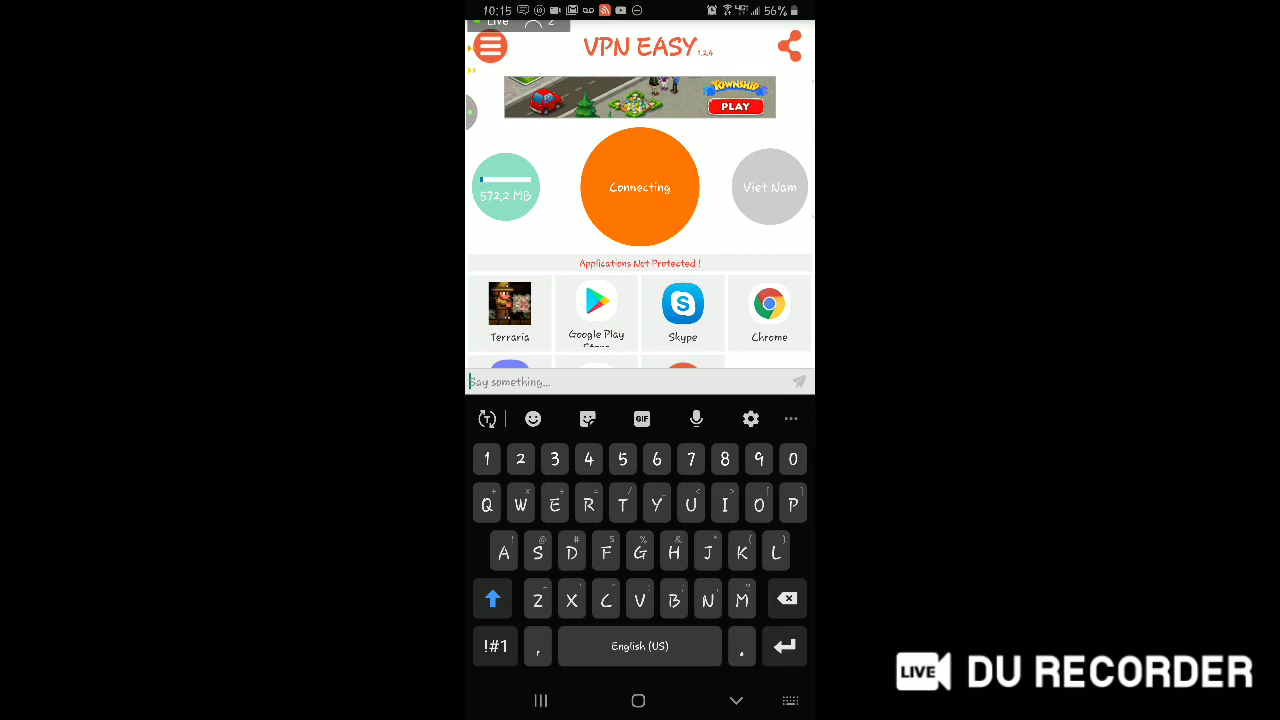 10:15 4G 56%
Live 2
VPN EASY 1.2.4
TOWNSHIP
PLAY
572,2 MB
Connecting
Viet Nam
Applications Not Protected !
Terraria
Google Play
Store
Skype
Chrome
Say something...
T GIF ...
1 2 3 4 5 6 7 8 9 0
+ × ÷ = / _ < > [ ]
Q W E R T Y U I O P
! @ # $ % & * ( )
A S D F G H J K L
- ' " : ; , ?
Z X C V B N M
!#1 , English (US) .
LIVE DU RECORDER